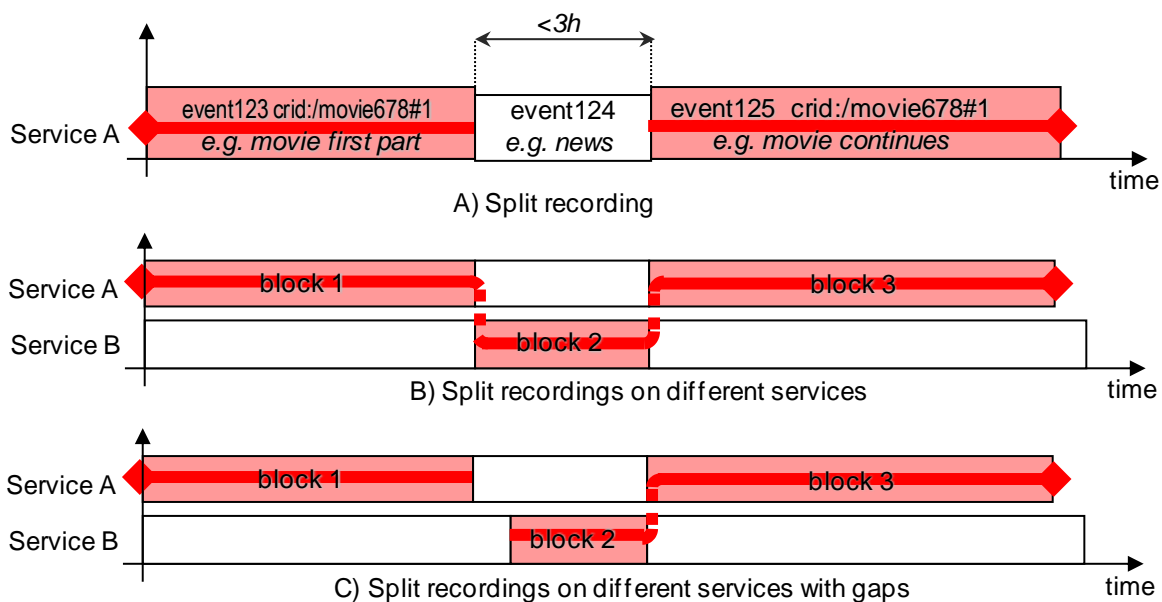 <3h
event123 crid:/movie678#1
e.g. movie first part
event124
e.g. news
event125 crid:/movie678#1
e.g. movie continues
Service A
time
A) Split recording
Service A
block 1
block 3
Service B
block 2
time
B) Split recordings on different services
Service A
block 1
block 3
Service B
block 2
time
C) Split recordings on different services with gaps